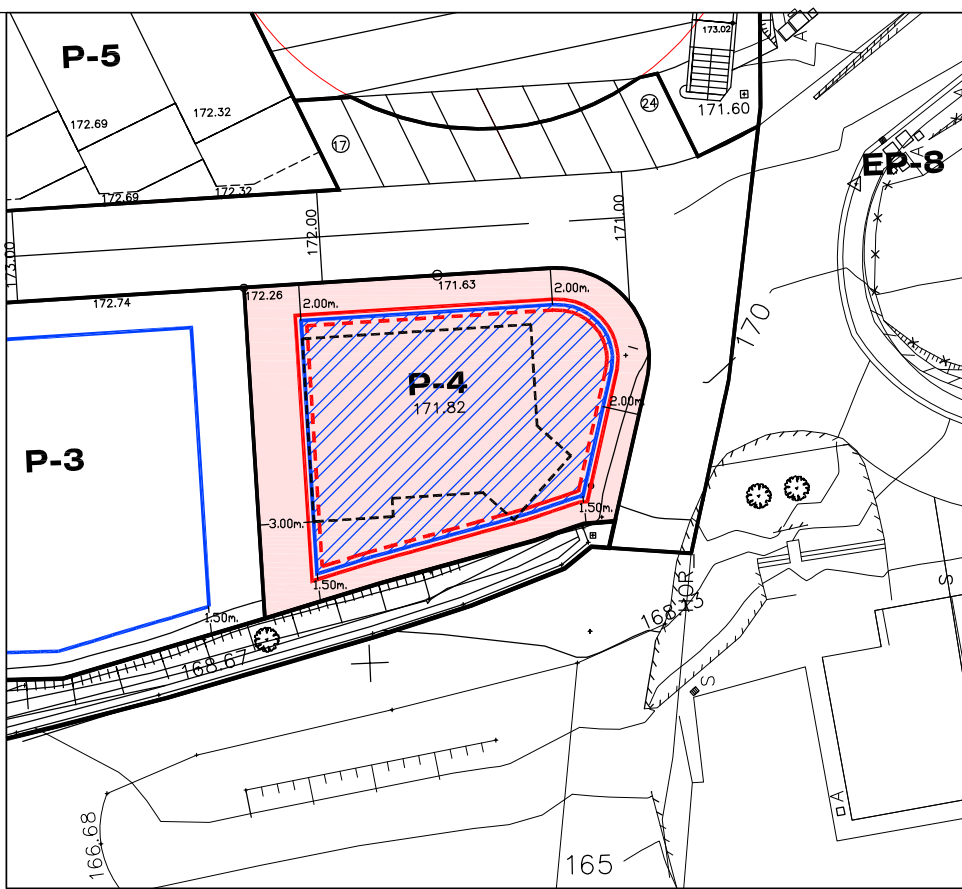 173.02
A
P-5
172.32
172.69
24
171.60
17
EP-8
A
172.69
172.32
173.00
172.00
171.00
172.74
172.26
171.63
2.00m.
2.00m.
170
P-4
171.82
2.00m.
P-3
3.00m.
1.50m.
1.50m.
1.50m.
HOR
168.13
168.67
S
S
A
166.68
165